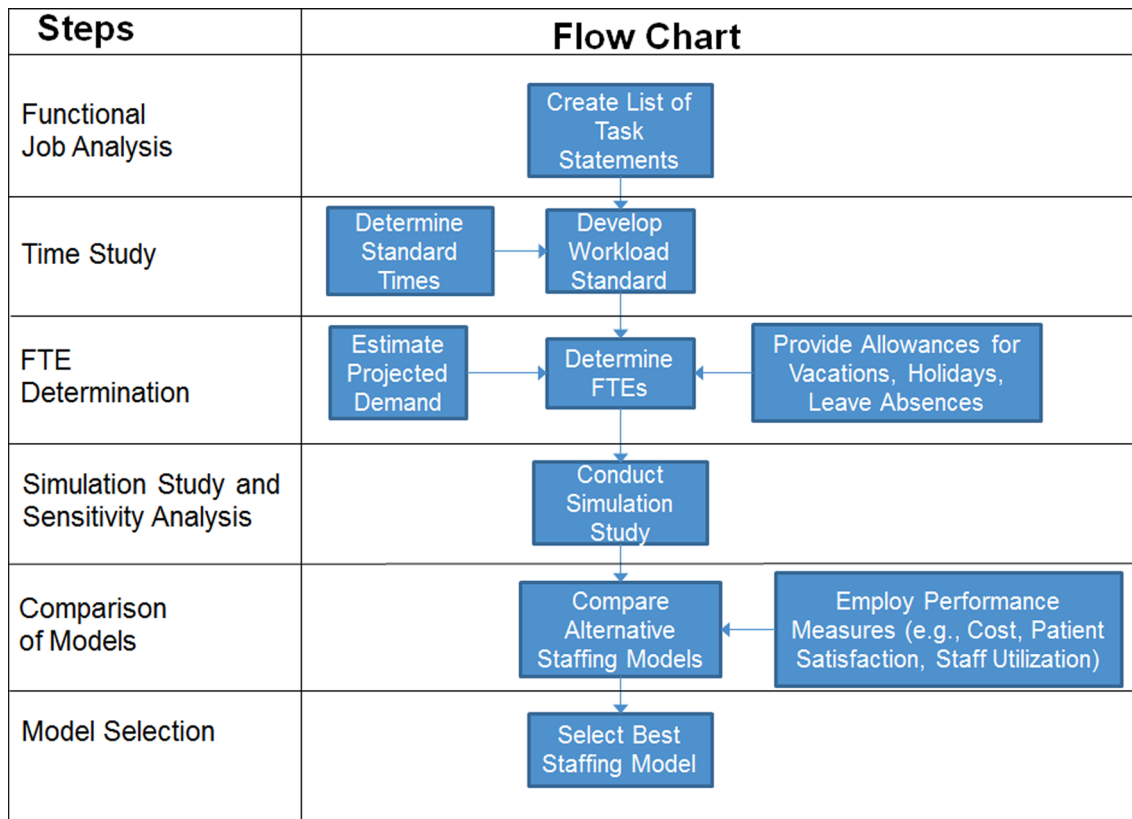 Steps
Flow Chart
Functional
Job Analysis
Create List of
Task
Statements
Time Study
Determine
Standard
Times
Develop
Workload
Standard
FTE
Determination
Estimate
Projected
Demand
Determine
FTEs
Provide Allowances for
Vacations, Holidays,
Leave Absences
Simulation Study and
Sensitivity Analysis
Conduct
Simulation
Study
Comparison
of Models
Compare
Alternative
Staffing Models
Employ Performance
Measures (e.g., Cost, Patient
Satisfaction, Staff Utilization)
Model Selection
Select Best
Staffing Model